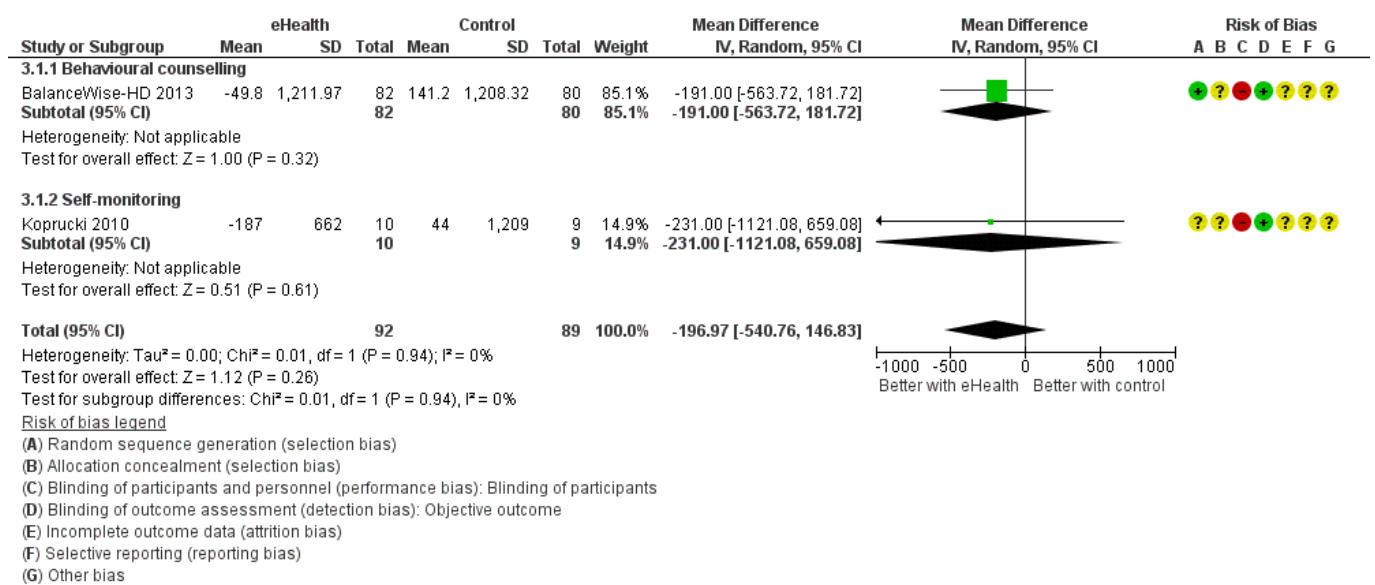 eHealth Control Mean Difference Mean Difference Risk of Bias
Study or Subgroup Mean SD Total Mean SD Total Weight IV, Random, 95% CI IV, Random, 95% CI A B C D E F G
3.1.1 Behavioural counselling
BalanceWise-HD 2013 -49.8 1,211.97 82 141.2 1,208.32 80 85.1% -191.00 [-563.72, 181.72] + ? - + ? ? ?
Subtotal (95% CI) 82 80 85.1% -191.00 [-563.72, 181.72]
Heterogeneity: Not applicable
Test for overall effect: Z = 1.00 (P = 0.32)
3.1.2 Self-monitoring
Koprucki 2010 -187 662 10 44 1,209 9 14.9% -231.00 [-1121.08, 659.08] ? ? - + ? ? ?
Subtotal (95% CI) 10 9 14.9% -231.00 [-1121.08, 659.08]
Heterogeneity: Not applicable
Test for overall effect: Z = 0.51 (P = 0.61)
Total (95% CI) 92 89 100.0% -196.97 [-540.76, 146.83]
Heterogeneity: Tau² = 0.00; Chi² = 0.01, df = 1 (P = 0.94); I² = 0%
-1000 -500 0 500 1000
Test for overall effect: Z = 1.12 (P = 0.26)
Better with eHealth Better with control
Test for subgroup differences: Chi² = 0.01, df = 1 (P = 0.94), I² = 0%
Risk of bias legend
(A) Random sequence generation (selection bias)
(B) Allocation concealment (selection bias)
(C) Blinding of participants and personnel (performance bias): Blinding of participants
(D) Blinding of outcome assessment (detection bias): Objective outcome
(E) Incomplete outcome data (attrition bias)
(F) Selective reporting (reporting bias)
(G) Other bias